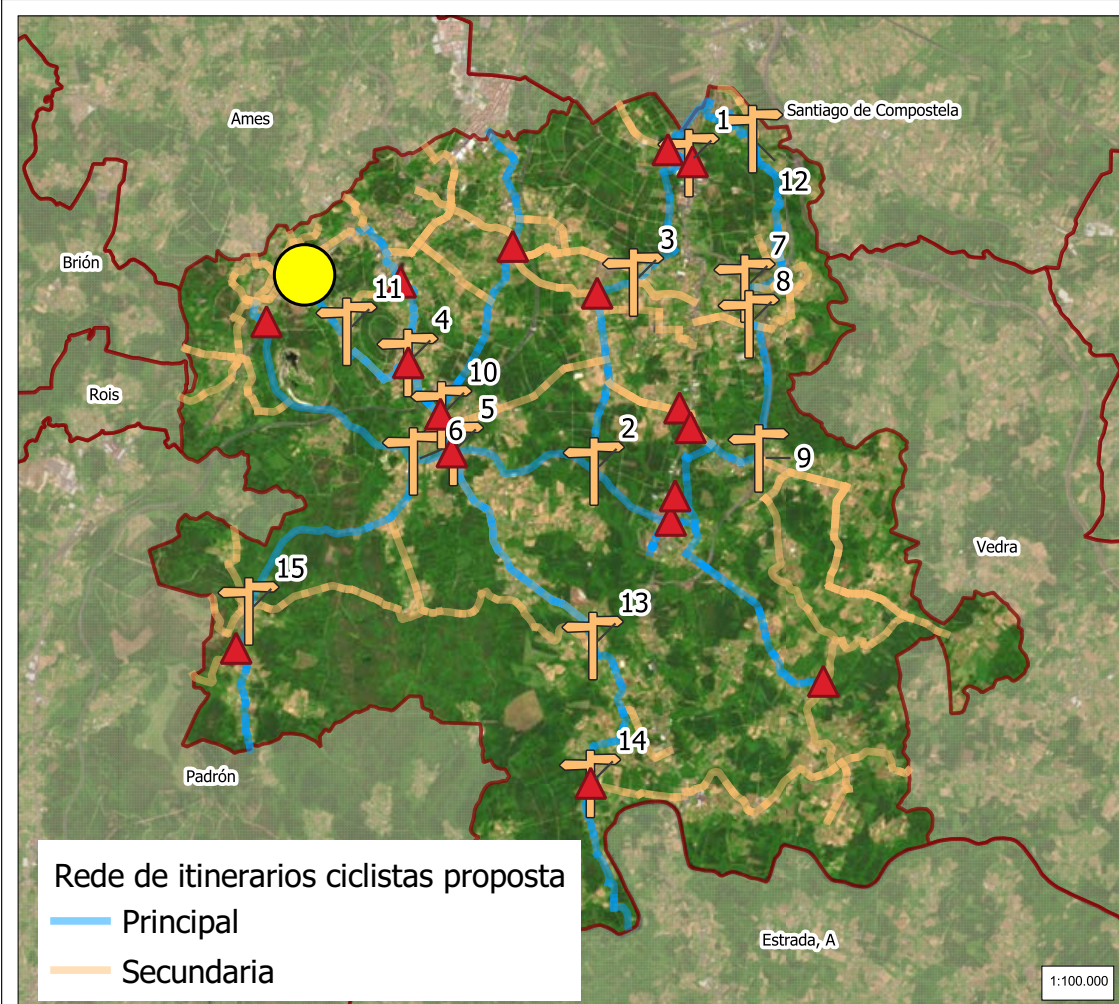 Ames
Santiago de Compostela
1
12
Brión
3
7
8
11
4
Rois
10
5
6
2
9
Vedra
15
13
14
Padrón
Rede de itinerarios ciclistas proposta
Principal
Secundaria
Estrada, A
1:100.000